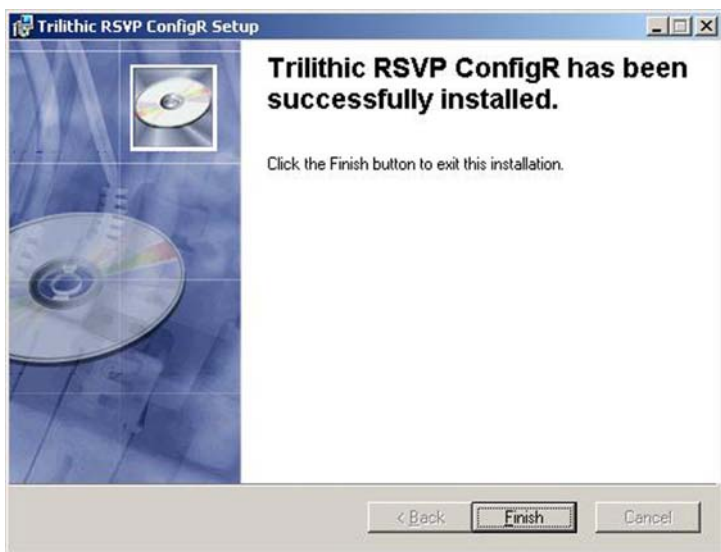 Trilithic RSVP ConfigR Setup
Trilithic RSVP ConfigR has been
successfully installed.
Click the Finish button to exit this installation.
< Back
Finish
Cancel